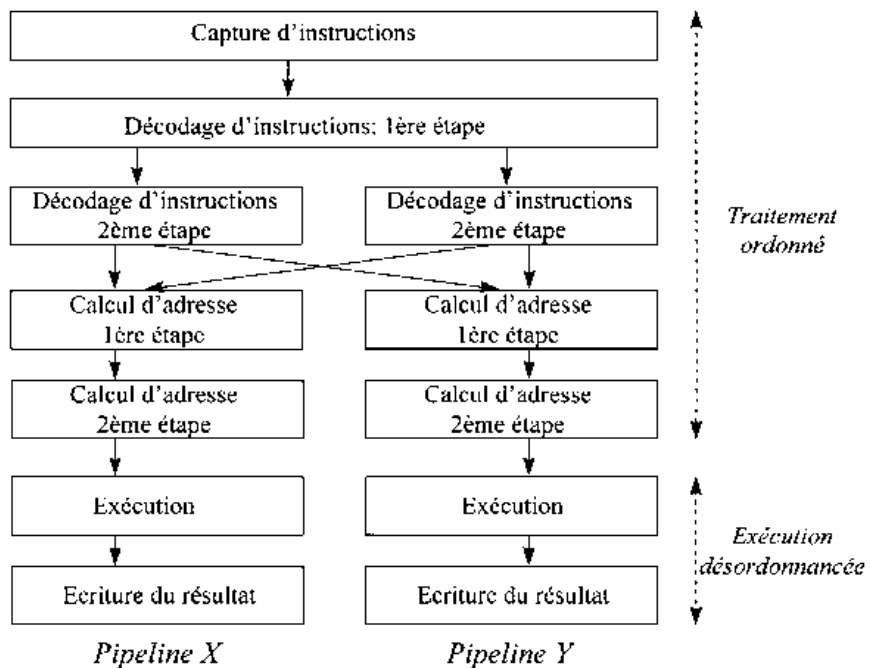 Capture d'instructions
Décodage d'instructions: 1ère étape
Décodage d'instructions
2ème étape
Décodage d'instructions
2ème étape
Traitement
ordonné
Calcul d'adresse
1ère étape
Calcul d'adresse
1ère étape
Calcul d'adresse
2ème étape
Calcul d'adresse
2ème étape
Exécution
Exécution
Exécution
désordonnancée
Ecriture du résultat
Ecriture du résultat
Pipeline X
Pipeline Y